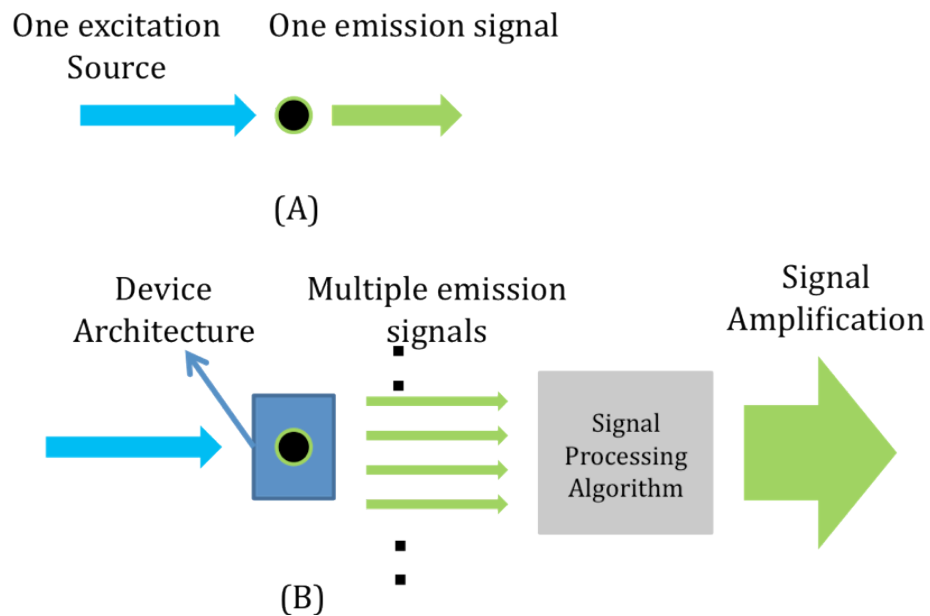 One excitation
Source
One emission signal
(A)
Device
Architecture
Multiple emission
signals
Signal
Amplification
Signal
Processing
Algorithm
(B)